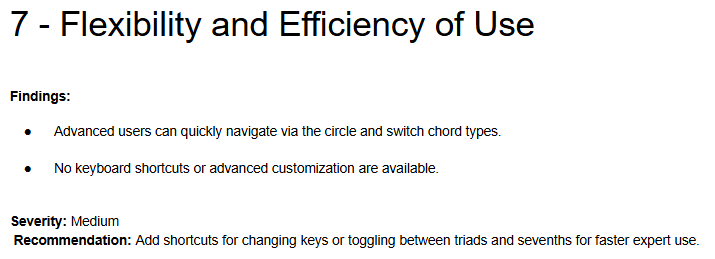 7 - Flexibility and Efficiency of Use
Findings:
● Advanced users can quickly navigate via the circle and switch chord types.
● No keyboard shortcuts or advanced customization are available.
Severity: Medium
Recommendation: Add shortcuts for changing keys or toggling between triads and sevenths for faster expert use.